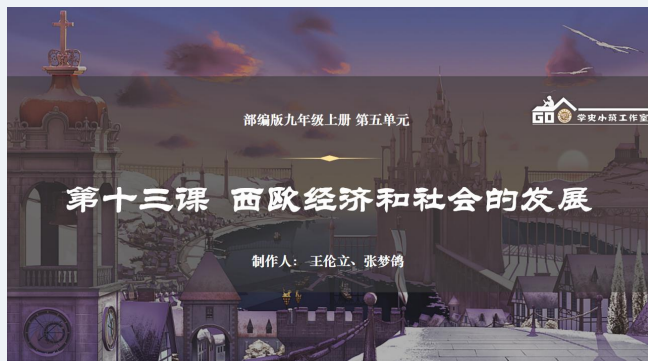 部编版九年级上册 第五单元
GO 学史小筑工作室
第十三课 西欧经济和社会的发展
制作人： 王伦立、张梦鸽